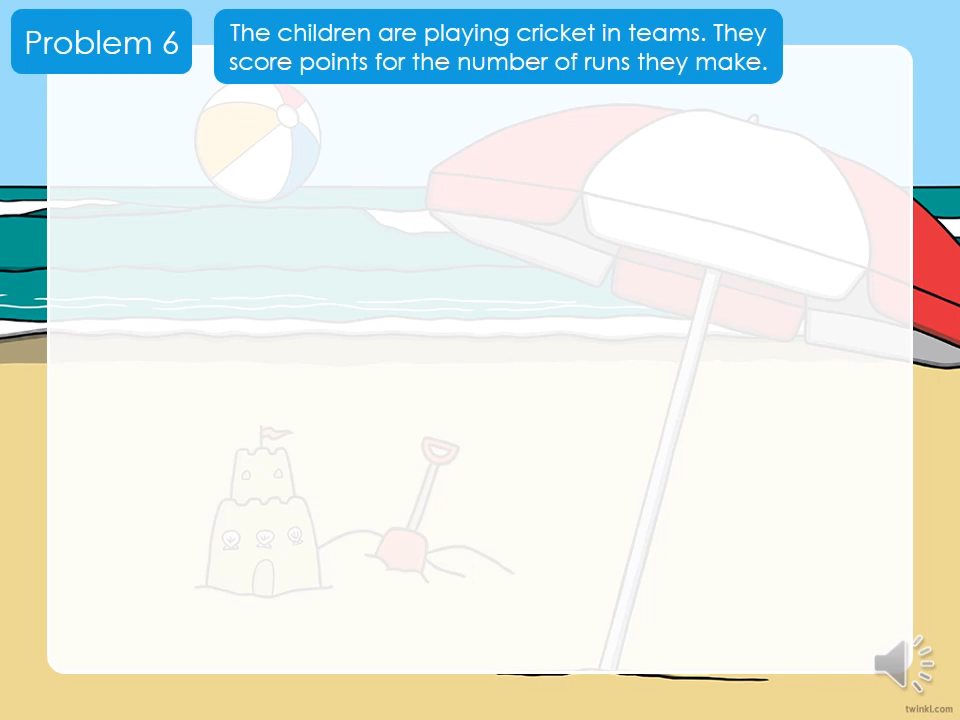 Problem 6
The children are playing cricket in teams. They
score points for the number of runs they make.
twinkl.com